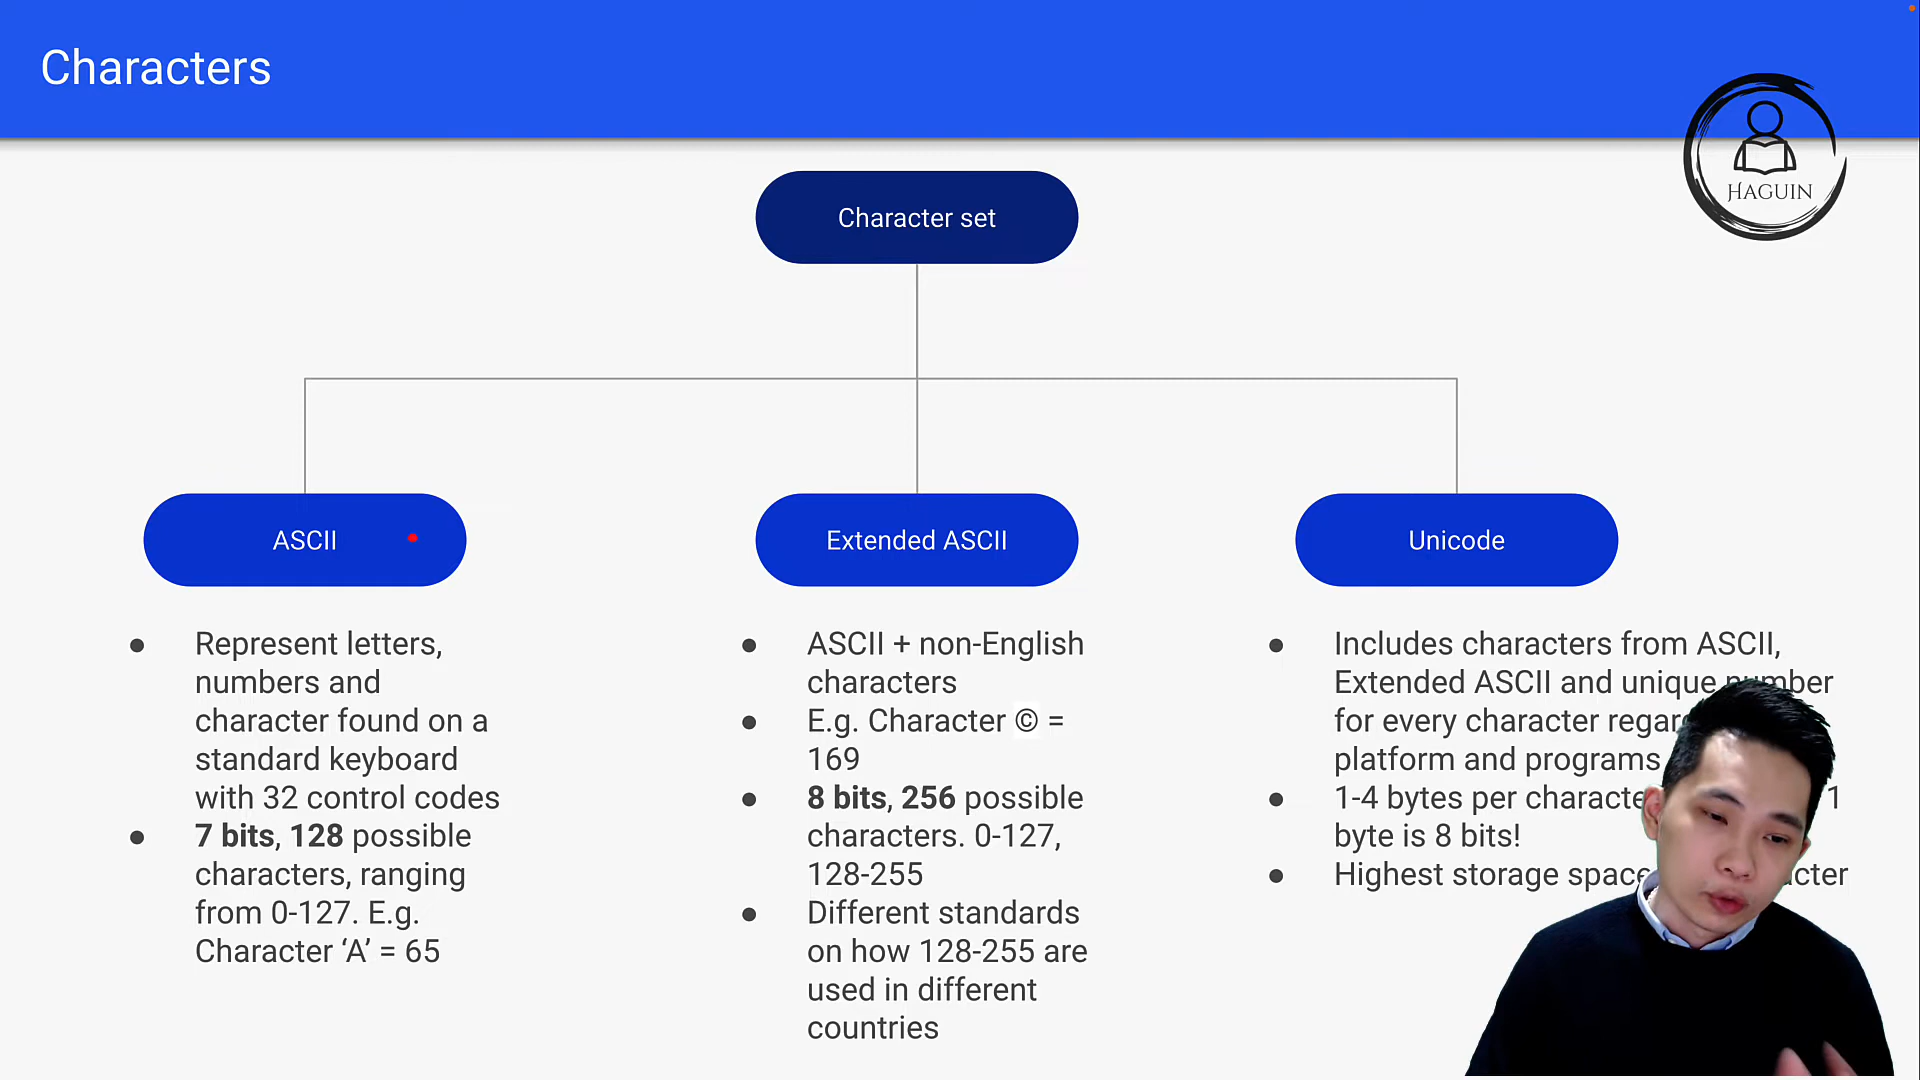 Characters
HAGUIN
Character set
ASCII
Extended ASCII
Unicode
● Represent letters,
numbers and
character found on a
standard keyboard
with 32 control codes
● 7 bits, 128 possible
characters, ranging
from 0-127. E.g.
Character ‘A’ = 65
● ASCII + non-English
characters
● E.g. Character © =
169
● 8 bits, 256 possible
characters. 0-127,
128-255
● Different standards
on how 128-255 are
used in different
countries
● Includes characters from ASCII,
Extended ASCII and unique number
for every character
platform and programs
● 1-4 bytes per character 1
byte is 8 bits!
● Highest storage space